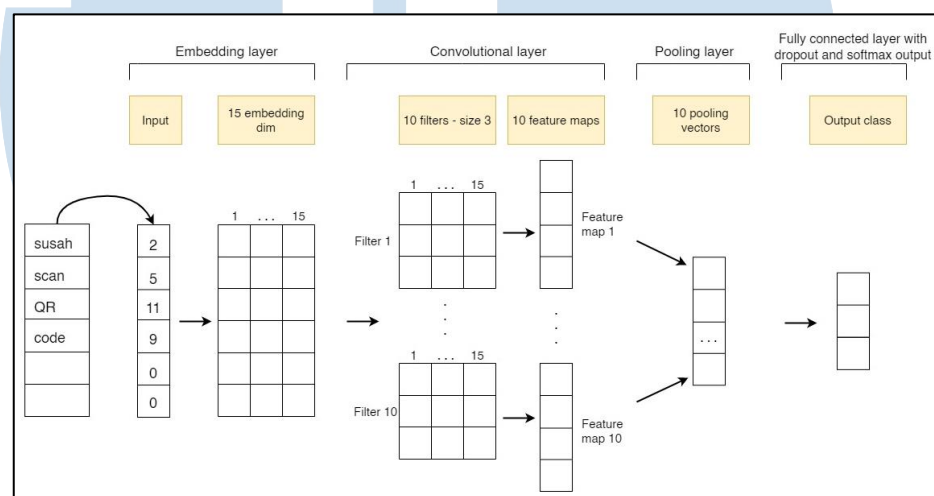 Embedding layer
Convolutional layer
Pooling layer
Fully connected layer with
dropout and softmax output
Input
15 embedding
dim
10 filters - size 3
10 feature maps
10 pooling
vectors
Output class
susah
scan
QR
code
2
5
11
9
0
0
1 ... 15
Filter 1
1 ... 15
Feature
map 1
Filter 10
1 ... 15
Feature
map 10
...